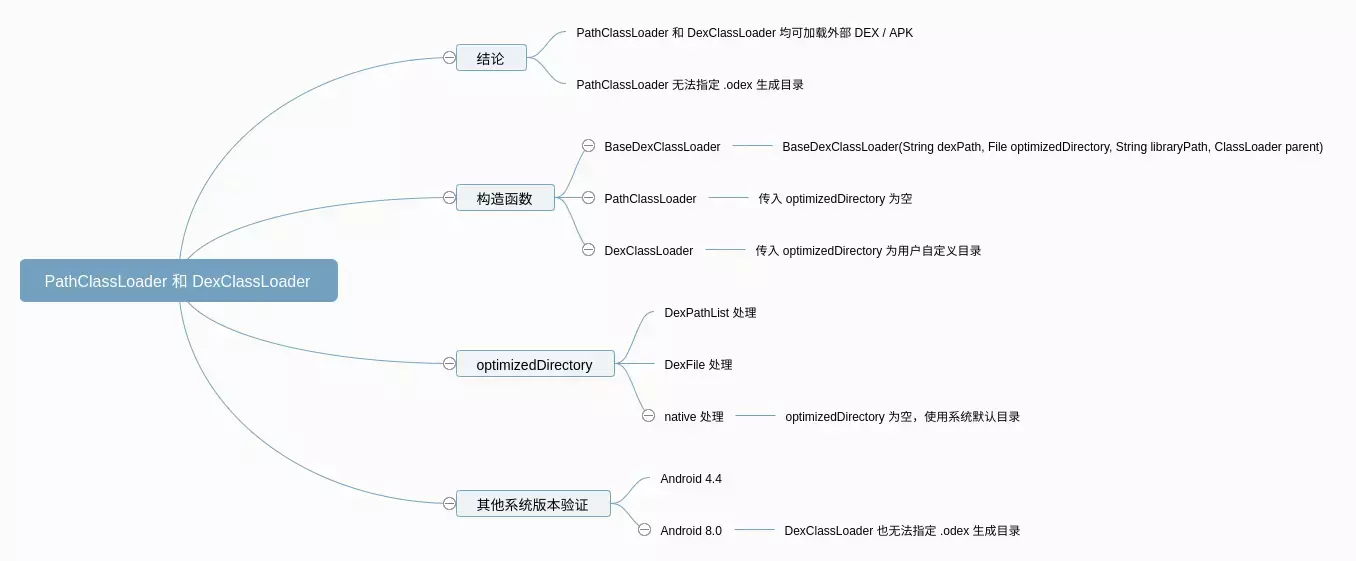 PathClassLoader 和 DexClassLoader
结论
PathClassLoader 和 DexClassLoader 均可加载外部 DEX / APK
PathClassLoader 无法指定 .odex 生成目录
构造函数
BaseDexClassLoader
BaseDexClassLoader(String dexPath, File optimizedDirectory, String libraryPath, ClassLoader parent)
PathClassLoader
传入 optimizedDirectory 为空
DexClassLoader
传入 optimizedDirectory 为用户自定义目录
optimizedDirectory
DexPathList 处理
DexFile 处理
native 处理
optimizedDirectory 为空，使用系统默认目录
其他系统版本验证
Android 4.4
Android 8.0
DexClassLoader 也无法指定 .odex 生成目录